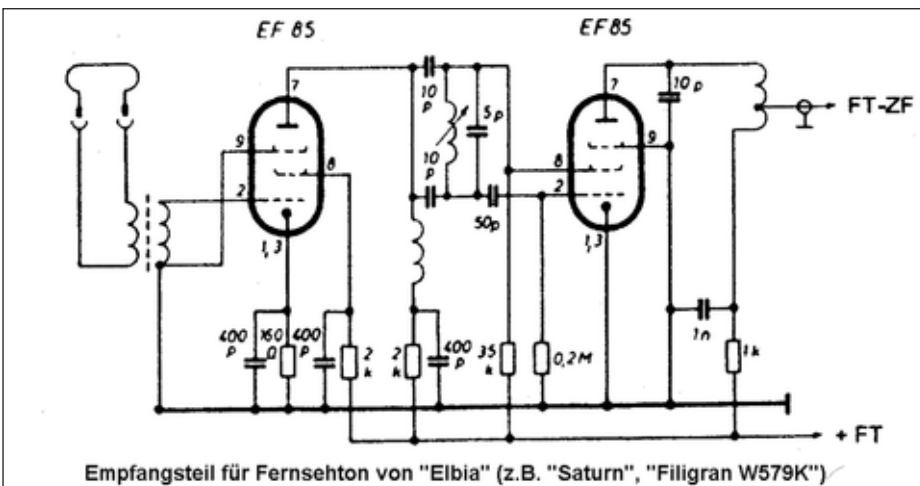 EF 85
EF85
7
10
p
5p
7
10 p
FT-ZF
9
8
10
p
8
9
2
2
50p
1, 3
1,3
400
p
160
Ω
400
p
2
k
2
k
400
p
35
k
0,2M
1n
1k
+ FT
Empfangsteil für Fernsehton von "Elbia" (z.B. "Saturn", "Filigran W579K")